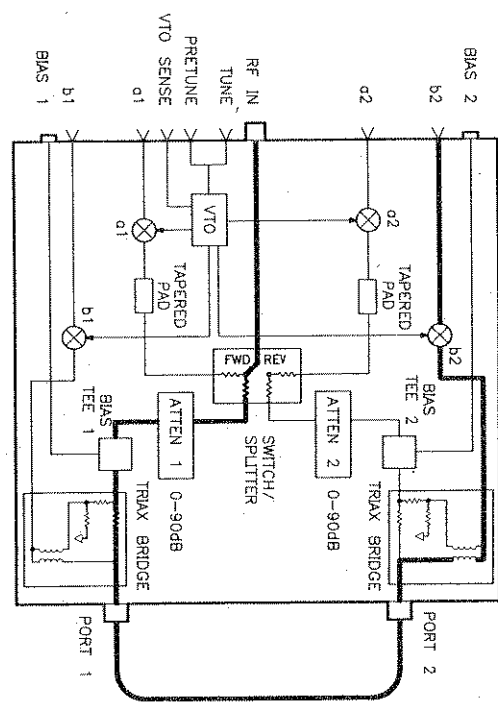 BIAS 2
b2
a2
TUNE
RF IN
PRETUNE
VTO SENSE
a1
b1
BIAS 1
VTO
a2
a1
b2
b1
TAPERED
PAD
TAPERED
PAD
FWD
REV
SWITCH/
SPLITTER
ATTEN 1
ATTEN 2
0-90dB
0-90dB
BIAS
TEE 2
BIAS
TEE 1
TRIAX BRIDGE
TRIAX BRIDGE
PORT 2
PORT 1